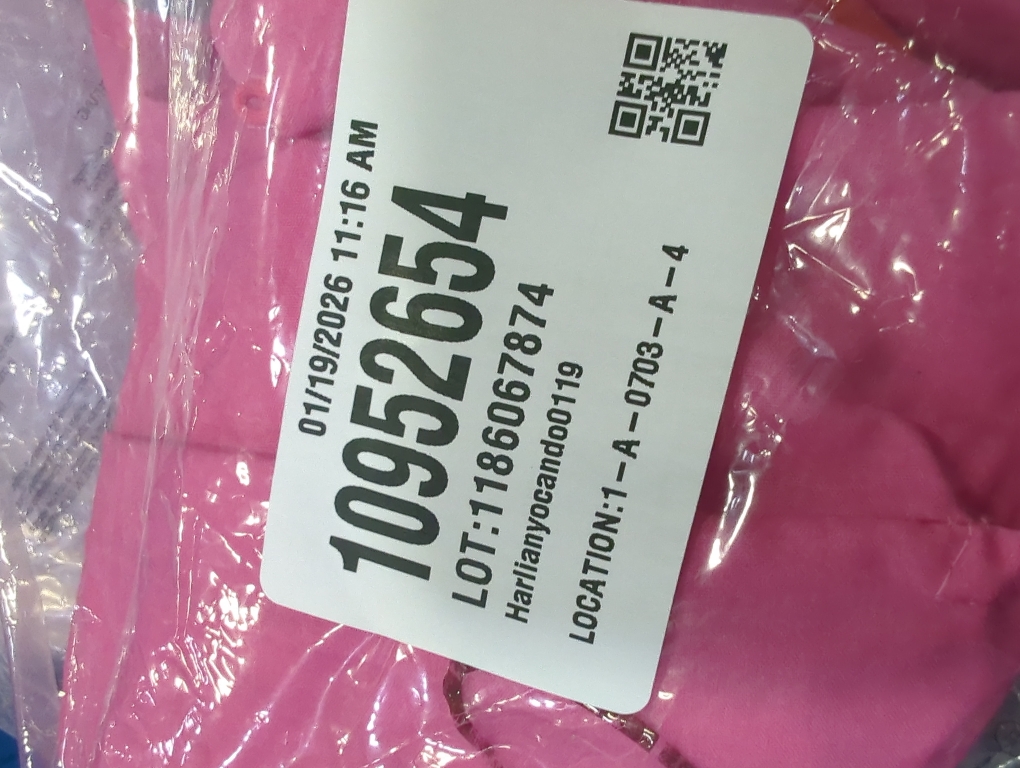 01/19/2026 11:16 AM
10952654
LOT:1186067874
Harlianyocando0119
LOCATION:1-A-0703-A-4